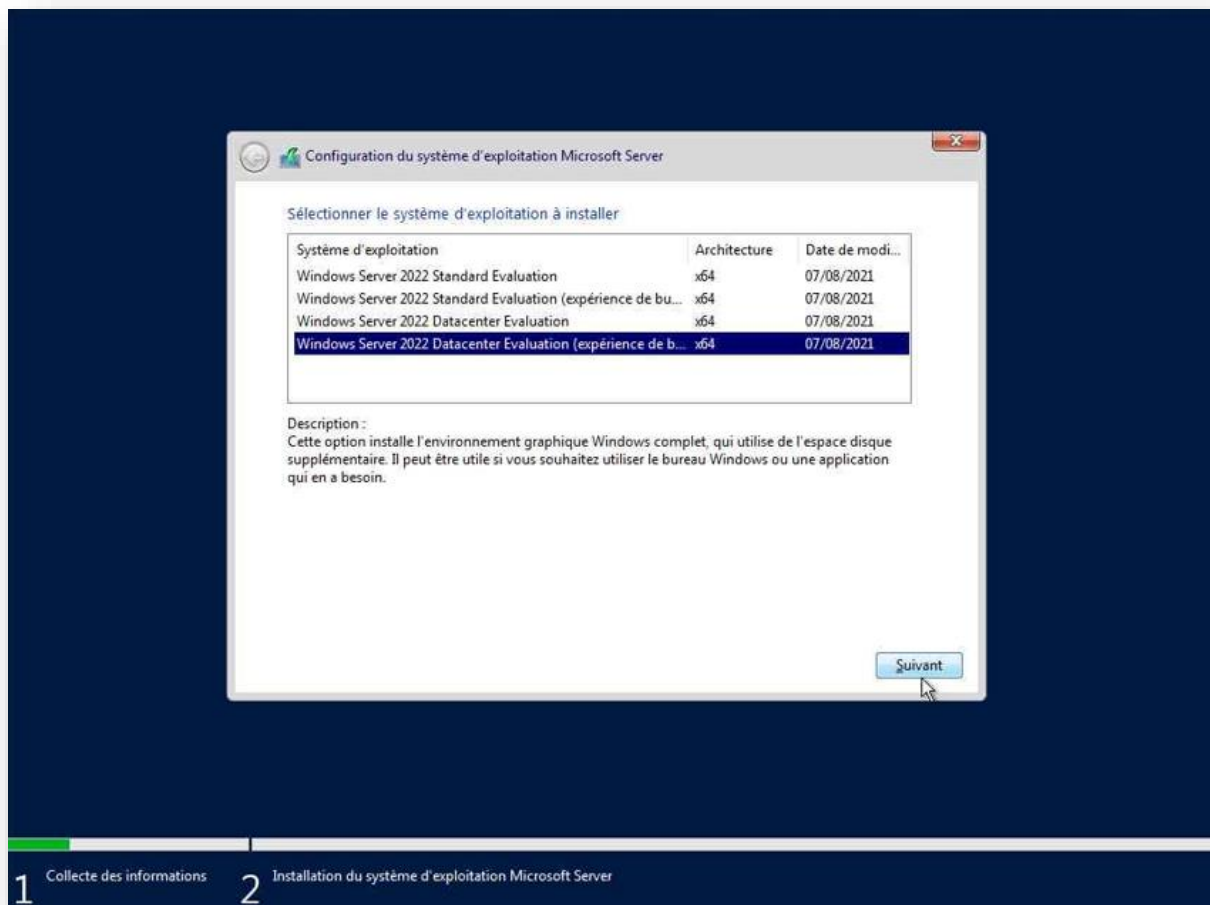 Configuration du système d'exploitation Microsoft Server
Sélectionner le système d'exploitation à installer
Système d'exploitation Architecture Date de modi...
Windows Server 2022 Standard Evaluation x64 07/08/2021
Windows Server 2022 Standard Evaluation (expérience de bu... x64 07/08/2021
Windows Server 2022 Datacenter Evaluation x64 07/08/2021
Windows Server 2022 Datacenter Evaluation (expérience de b... x64 07/08/2021
Description :
Cette option installe l'environnement graphique Windows complet, qui utilise de l'espace disque
supplémentaire. Il peut être utile si vous souhaitez utiliser le bureau Windows ou une application
qui en a besoin.
Suivant
1 Collecte des informations 2 Installation du système d'exploitation Microsoft Server